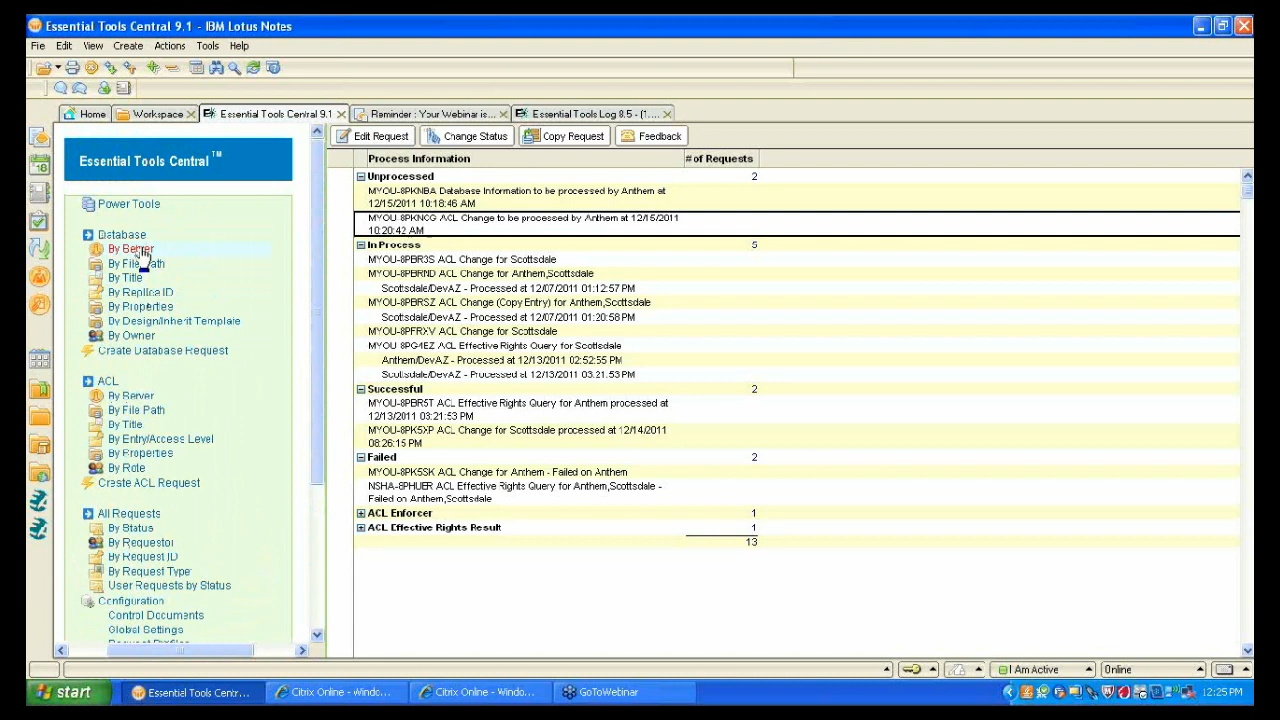 Essential Tools Central 9.1 - IBM Lotus Notes
File Edit View Create Actions Tools Help
Home Workspace Essential Tools Central 9.1 Reminder : Your Webinar is... Essential Tools Log 8.5 - (1....
Edit Request Change Status Copy Request Feedback
Essential Tools Central ™
Power Tools
Database
By Server
By File Path
By Title
By Replica ID
By Properties
By Design/Inherit Template
By Owner
Create Database Request
ACL
By Server
By File Path
By Title
By Entry/Access Level
By Properties
By Role
Create ACL Request
All Requests
By Status
By Requestor
By Request ID
By Request Type
User Requests by Status
Configuration
Control Documents
Global Settings
Request Profiles
Process Information # of Requests
Unprocessed 2
MYOU-8PKNBA Database Information to be processed by Anthem at
12/15/2011 10:18:46 AM
MYOU-8PKNCG ACL Change to be processed by Anthem at 12/15/2011
10:20:42 AM
In Process 5
MYOU-8PBR3S ACL Change for Scottsdale
MYOU-8PBRND ACL Change for Anthem,Scottsdale
Scottsdale/DevAZ - Processed at 12/07/2011 01:12:57 PM
MYOU-8PBRSZ ACL Change (Copy Entry) for Anthem,Scottsdale
Scottsdale/DevAZ - Processed at 12/07/2011 01:20:58 PM
MYOU-8PFRXV ACL Change for Scottsdale
MYOU-8PG4EZ ACL Effective Rights Query for Scottsdale
Anthem/DevAZ - Processed at 12/13/2011 02:52:55 PM
Scottsdale/DevAZ - Processed at 12/13/2011 03:21:53 PM
Successful 2
MYOU-8PBR5T ACL Effective Rights Query for Anthem processed at
12/13/2011 03:21:53 PM
MYOU-8PK5XP ACL Change for Scottsdale processed at 12/14/2011
08:26:15 PM
Failed 2
MYOU-8PK5SK ACL Change for Anthem - Failed on Anthem
NSHA-8PHUER ACL Effective Rights Query for Anthem,Scottsdale -
Failed on Anthem,Scottsdale
ACL Enforcer 1
ACL Effective Rights Result 1
13
I Am Active Online
start Essential Tools Centr... Citrix Online - Windo... Citrix Online - Windo... GoToWebinar 12:25 PM